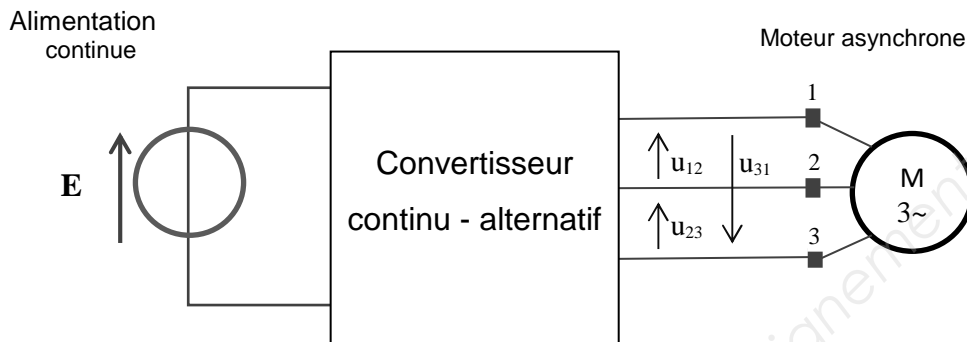 Alimentation
continue
Moteur asynchrone
E
Convertisseur
continu - alternatif
u12
u31
u23
1
2
3
M
3~